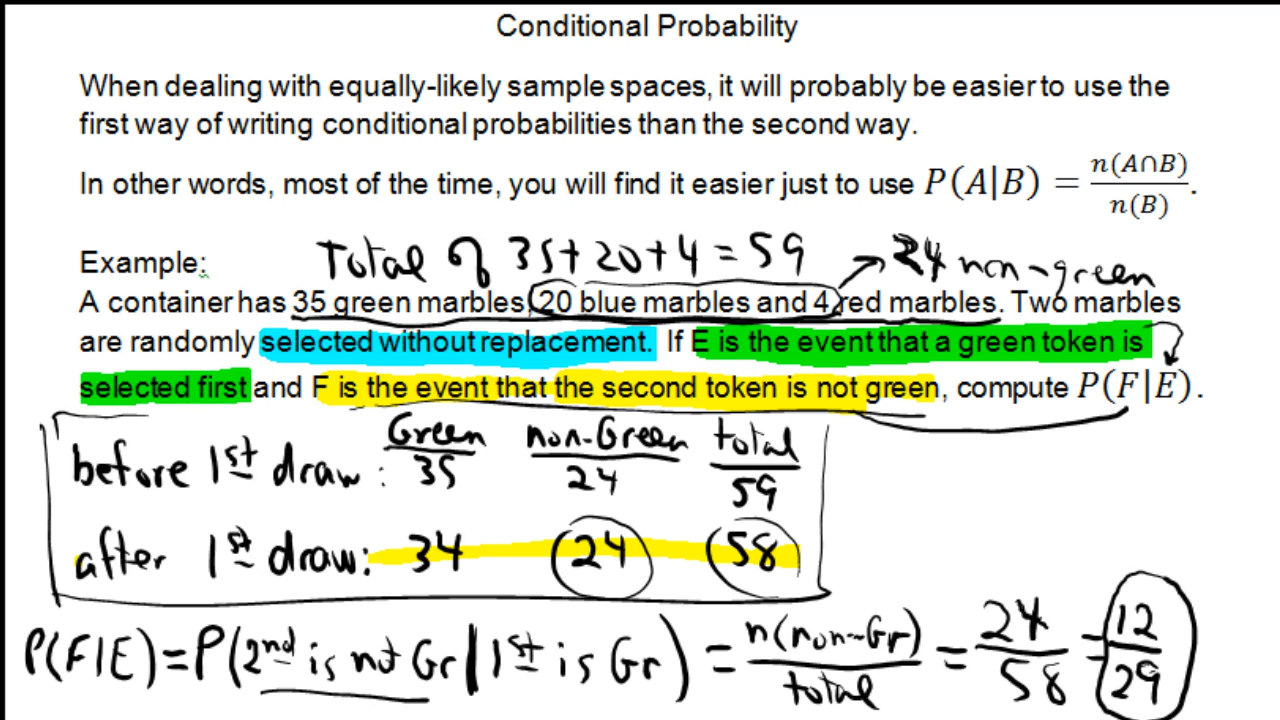 Conditional Probability
When dealing with equally-likely sample spaces, it will probably be easier to use the
first way of writing conditional probabilities than the second way.
In other words, most of the time, you will find it easier just to use P(A|B) = n(A∩B)/n(B).
Total of 35+20+4=59 → 24 non-green
Example:
A container has 35 green marbles, 20 blue marbles and 4 red marbles. Two marbles
are randomly selected without replacement. If E is the event that a green token is
selected first and F is the event that the second token is not green, compute P(F|E).
Green non-Green total
before 1st draw: 35 24 59
after 1st draw: 34 24 58
P(F|E)=P(2nd is not Gr|1st is Gr) = n(non-Gr)/total = 24/58 = 12/29